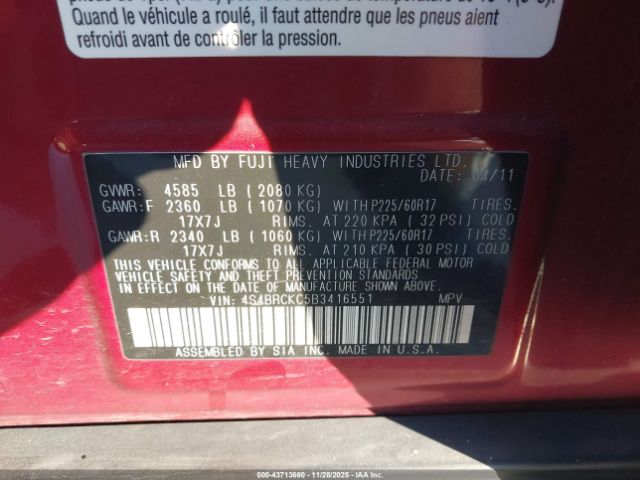 Quand le véhicule a roulé, il faut attendre que les pneus aient
refroidi avant de contrôler la pression.
MFD BY FUJI HEAVY INDUSTRIES LTD.
DATE: 04/11
GVWR: 4585 LB (2080 KG)
GAWR:F 2360 LB (1070 KG) WITH P225/60R17 TIRES.
17X7J RIMS. AT 220 KPA (32 PSI) COLD
GAWR:R 2340 LB (1060 KG) WITH P225/60R17 TIRES.
17X7J RIMS. AT 210 KPA (30 PSI) COLD
THIS VEHICLE CONFORMS TO ALL APPLICABLE FEDERAL MOTOR
VEHICLE SAFETY AND THEFT PREVENTION STANDARDS
IN EFFECT ON THE DATE OF MANUFACTURE SHOWN ABOVE.
VIN: 4S4BRCKC5B3416551 MPV
ASSEMBLED BY SIA INC. MADE IN U.S.A.
00-43713660 - 11/28/2025 - IAAI.COM